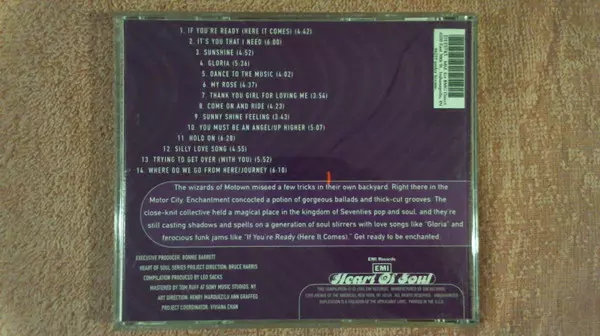 1. IF YOU'RE READY (HERE IT COMES) (4:42)
2. IT'S YOU THAT I NEED (6:00)
3. SUNSHINE (4:52)
4. GLORIA (5:26)
5. DANCE TO THE MUSIC (4:02)
6. MY ROSE (4:37)
7. THANK YOU GIRL FOR LOVING ME (3:54)
8. COME ON AND RIDE (4:23)
9. SUNNY SHINE FEELING (3:43)
10. YOU MUST BE AN ANGEL/UP HIGHER (5:07)
11 HOLD ON (6:28)
12. SILLY LOVE SONG (4:55)
13. TRYING TO GET OVER (WITH YOU) (5:52)
14. WHERE DO WE GO FROM HERE/JOURNEY (6:18)
The wizards of Motown missed a few tricks in their own backyard. Right there in the
Motor City, Enchantment concocted a potion of gorgeous ballads and thick-cut grooves. The
close-knit collective held a magical place in the kingdom of Seventies pop and soul, and they're
still casting shadows and spells on a generation of soul stirrers with love songs like "Gloria" and
ferocious funk jams like "If You're Ready (Here It Comes)." Get ready to be enchanted.
EXECUTIVE PRODUCER: BONNIE BARRETT
HEART OF SOUL SERIES PROJECT DIRECTION: BRUCE HARRIS
COMPILATION PRODUCED BY LEO SACKS
MASTERED BY TOM RUFF AT SONY MUSIC STUDIOS, NY
ART DIRECTION: HENRY MARQUEZ/LU ANN GRAFFEO
PROJECT COORDINATOR: VIVIANA CHAN
EMI Records
EMI
Heart Of Soul